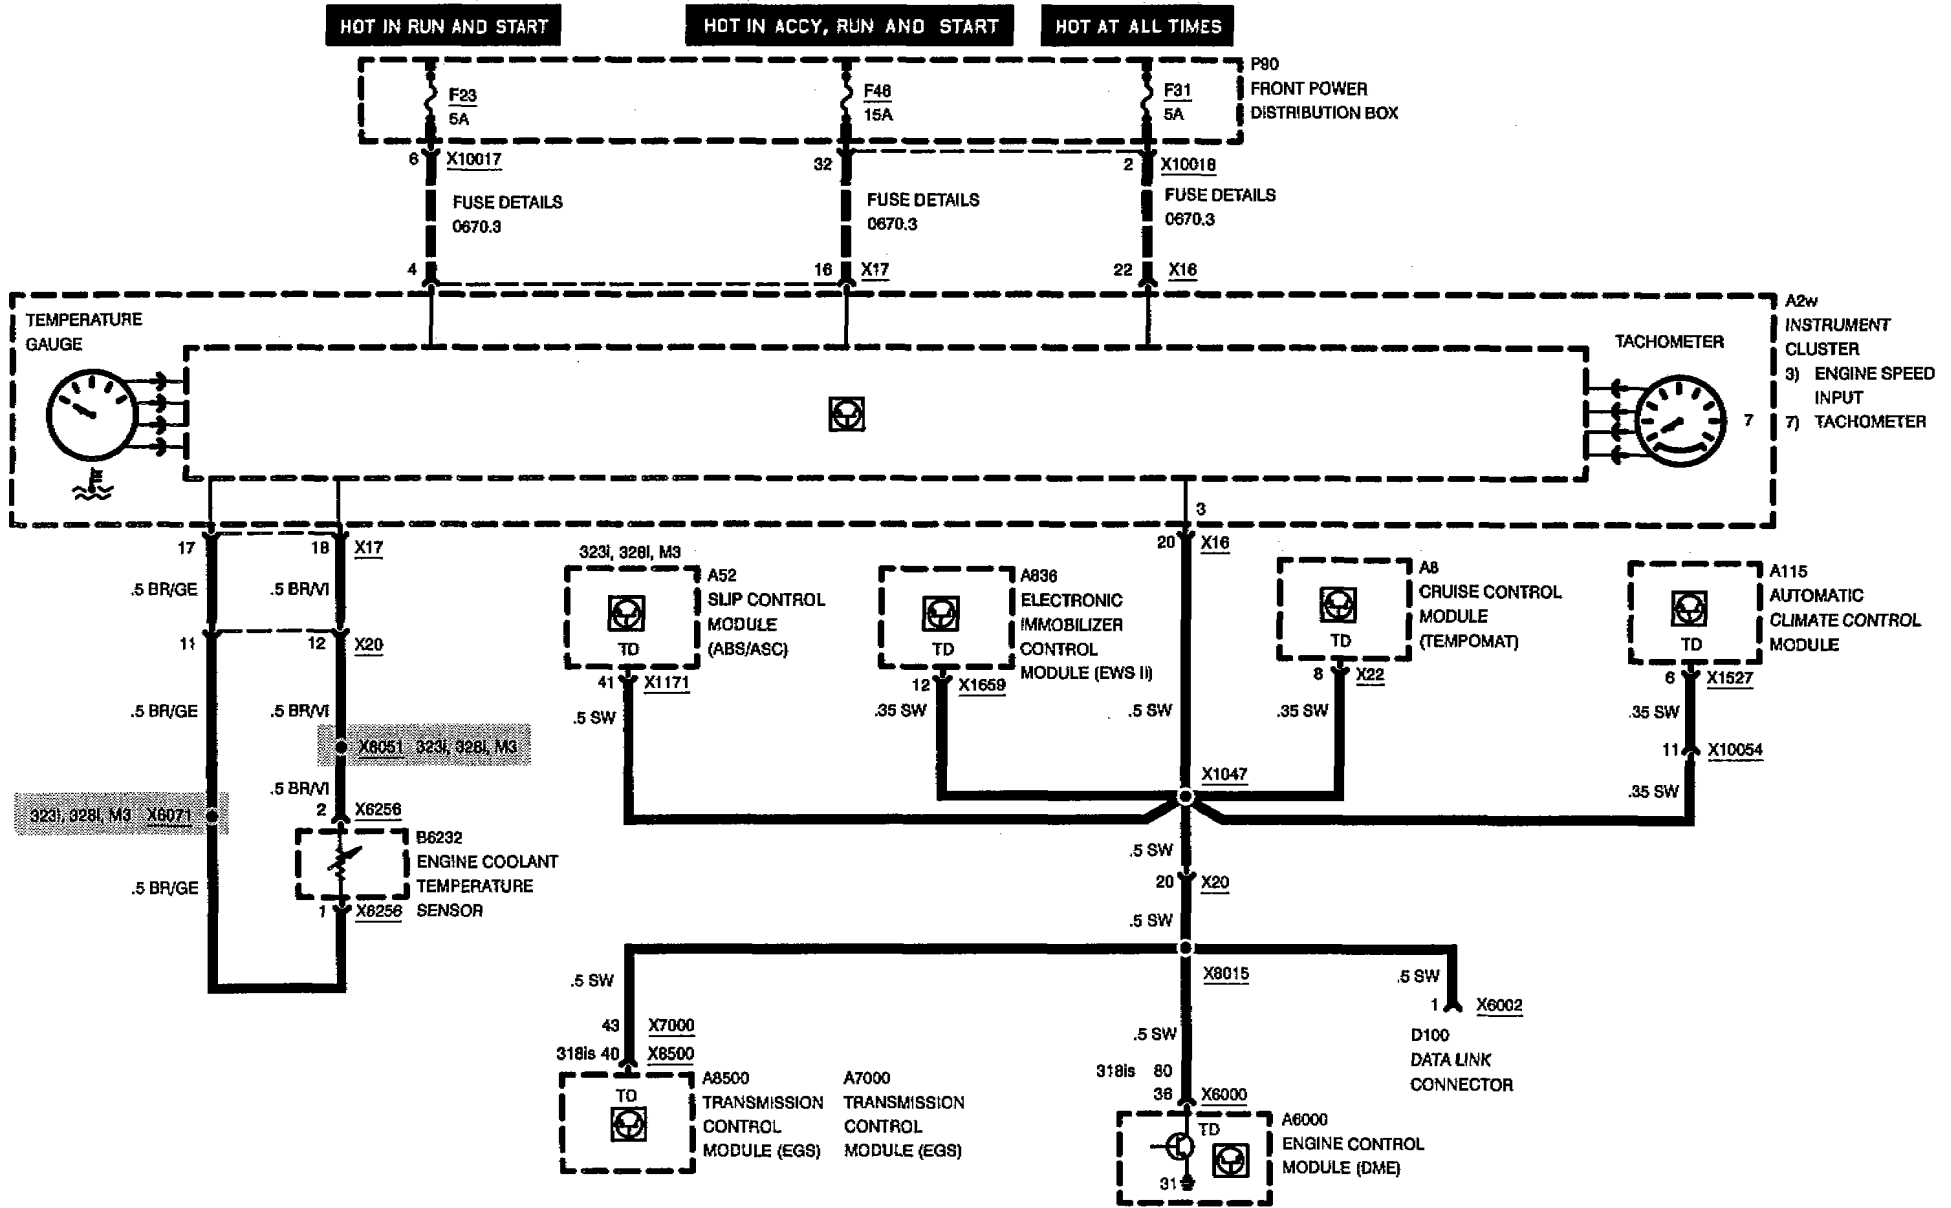 HOT IN RUN AND START
HOT IN ACCY, RUN AND START
HOT AT ALL TIMES
P90
FRONT POWER
DISTRIBUTION BOX
F23
5A
F46
15A
F31
5A
6 X10017
32
2 X10018
FUSE DETAILS
0670.3
FUSE DETAILS
0670.3
FUSE DETAILS
0670.3
4
16 X17
22 X16
A2w
INSTRUMENT
CLUSTER
3) ENGINE SPEED
INPUT
7) TACHOMETER
TEMPERATURE
GAUGE
TACHOMETER
7
3
17
18 X17
20 X16
.5 BR/GE
.5 BR/VI
11
12 X20
.5 BR/GE
.5 BR/VI
X8051 323i, 328i, M3
.5 BR/VI
2 X6256
323i, 328i, M3 X6071
B6232
ENGINE COOLANT
TEMPERATURE
SENSOR
.5 BR/GE
1 X6256
323i, 328i, M3
A52
SLIP CONTROL
MODULE
(ABS/ASC)
TD
41 X1171
.5 SW
A836
ELECTRONIC
IMMOBILIZER
CONTROL
MODULE (EWS II)
TD
12 X1659
.35 SW
.5 SW
A8
CRUISE CONTROL
MODULE
(TEMPOMAT)
TD
8 X22
.35 SW
A115
AUTOMATIC
CLIMATE CONTROL
MODULE
TD
6 X1527
.35 SW
11 X10054
.35 SW
X1047
.5 SW
20 X20
.5 SW
X8015
.5 SW
43 X7000
318is 40 X8500
TD
A8500
TRANSMISSION
CONTROL
MODULE (EGS)
A7000
TRANSMISSION
CONTROL
MODULE (EGS)
.5 SW
318is 80
36 X6000
TD
31
A6000
ENGINE CONTROL
MODULE (DME)
.5 SW
1 X6002
D100
DATA LINK
CONNECTOR